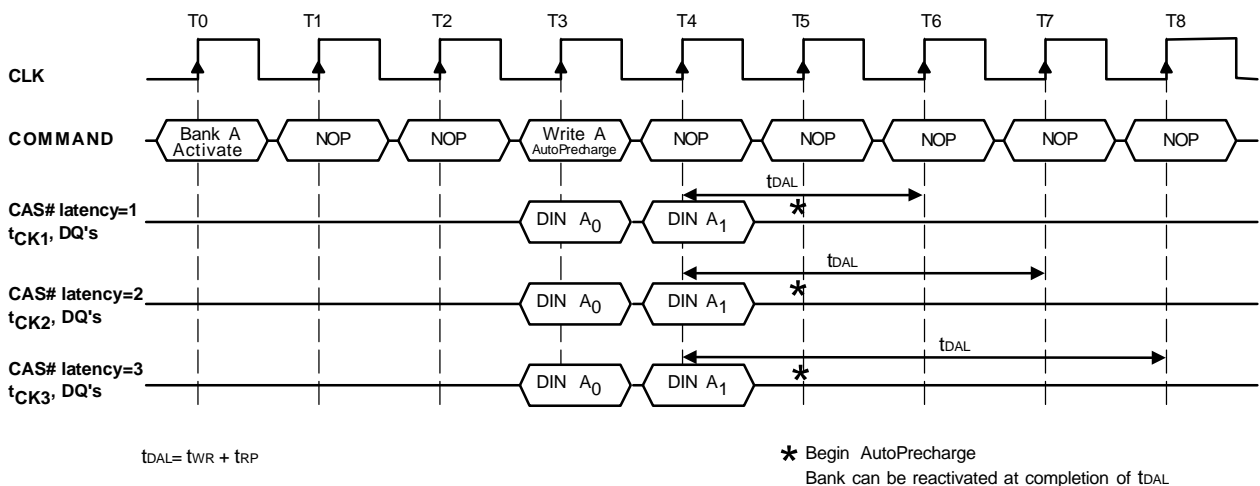 T0 T1 T2 T3 T4 T5 T6 T7 T8
CLK
COMMAND
Bank A
Activate
NOP
NOP
Write A
AutoPrecharge
NOP
NOP
NOP
NOP
NOP
tDAL
CAS# latency=1
tCK1, DQ's
DIN A0
DIN A1
*
tDAL
CAS# latency=2
tCK2, DQ's
DIN A0
DIN A1
*
tDAL
CAS# latency=3
tCK3, DQ's
DIN A0
DIN A1
*
tDAL= tWR + tRP
* Begin AutoPrecharge
Bank can be reactivated at completion of tDAL